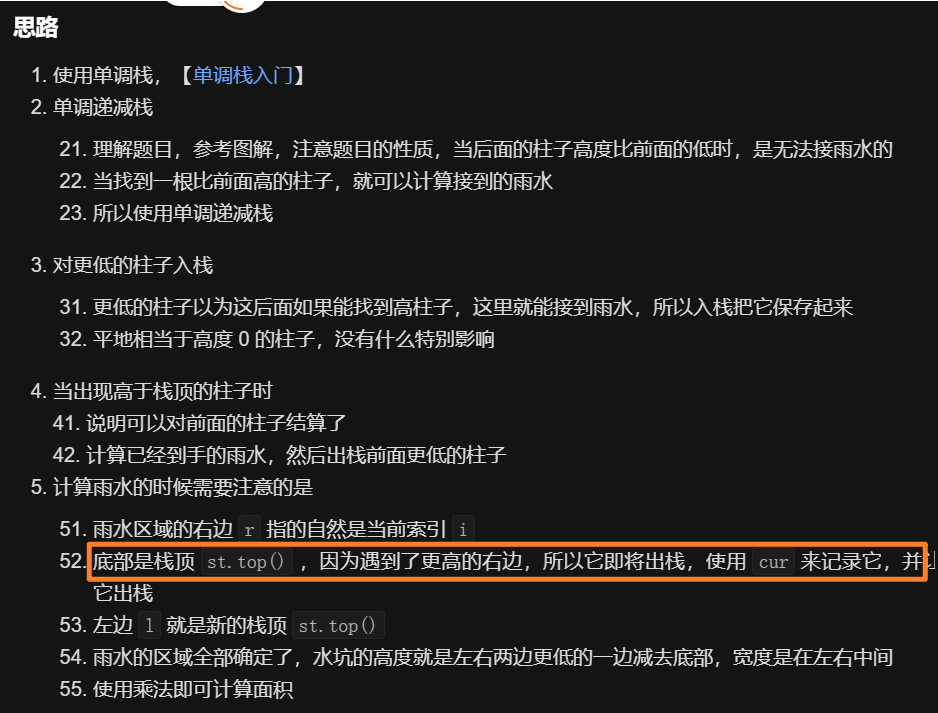 思路
1. 使用单调栈，【单调栈入门】
2. 单调递减栈
21. 理解题目，参考图解，注意题目的性质，当后面的柱子高度比前面的低时，是无法接雨水的
22. 当找到一根比前面高的柱子，就可以计算接到的雨水
23. 所以使用单调递减栈
3. 对更低的柱子入栈
31. 更低的柱子以为这后面如果能找到高柱子，这里就能接到雨水，所以入栈把它保存起来
32. 平地相当于高度 0 的柱子，没有什么特别影响
4. 当出现高于栈顶的柱子时
41. 说明可以对前面的柱子结算了
42. 计算已经到手的雨水，然后出栈前面更低的柱子
5. 计算雨水的时候需要注意的是
51. 雨水区域的右边 r 指的自然是当前索引 i
52. 底部是栈顶 st.top() ，因为遇到了更高的右边，所以它即将出栈，使用 cur 来记录它，并让
它出栈
53. 左边 l 就是新的栈顶 st.top()
54. 雨水的区域全部确定了，水坑的高度就是左右两边更低的一边减去底部，宽度是在左右中间
55. 使用乘法即可计算面积